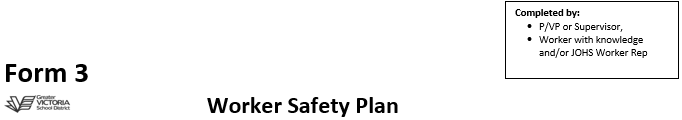 Completed by:
• P/VP or Supervisor,
• Worker with knowledge
and/or JOHS Worker Rep
Form 3
Greater
VICTORIA
School District
Worker Safety Plan